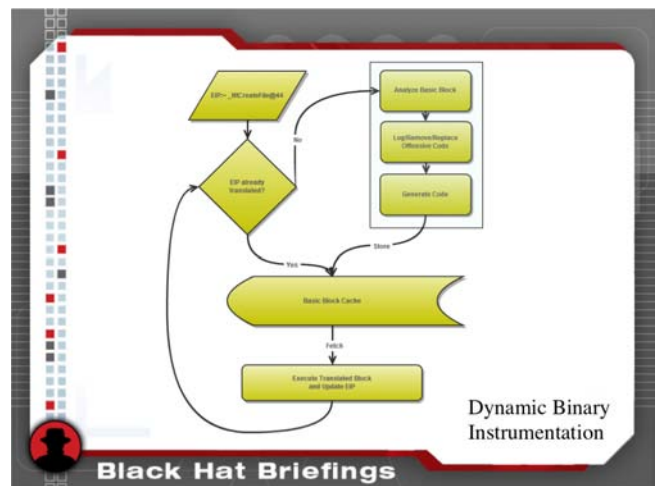 EIP:= _NtCreateFile@44
Analyze Basic Block
No
Log/Remove/Replace
Offensive Code
EIP already
translated?
Generate Code
Store
Yes
Basic Block Cache
Fetch
Execute Translated Block
and Update EIP
Dynamic Binary
Instrumentation
Black Hat Briefings